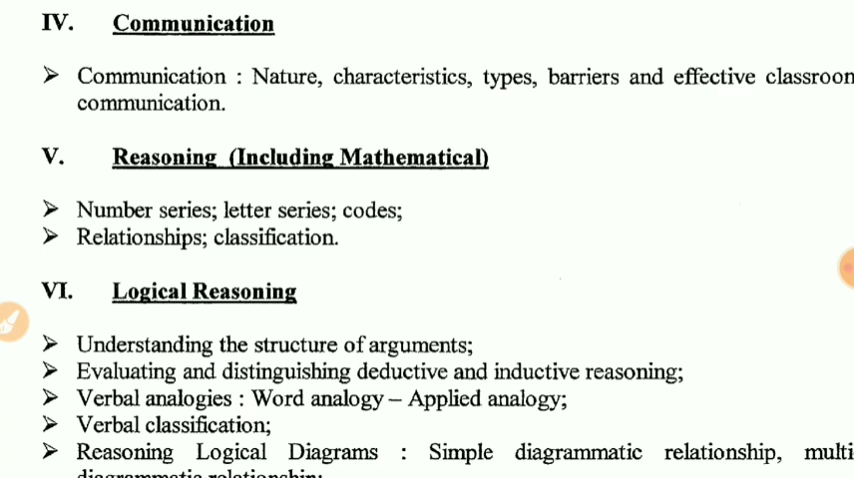 IV. Communication
➢ Communication : Nature, characteristics, types, barriers and effective
communication.
V. Reasoning (Including Mathematical)
➢ Number series; letter series; codes;
➢ Relationships; classification.
VI. Logical Reasoning
➢ Understanding the structure of arguments;
➢ Evaluating and distinguishing deductive and inductive reasoning;
➢ Verbal analogies : Word analogy – Applied analogy;
➢ Verbal classification;
➢ Reasoning Logical Diagrams : Simple diagrammatic relationship, multi
diagrammatic relationship;